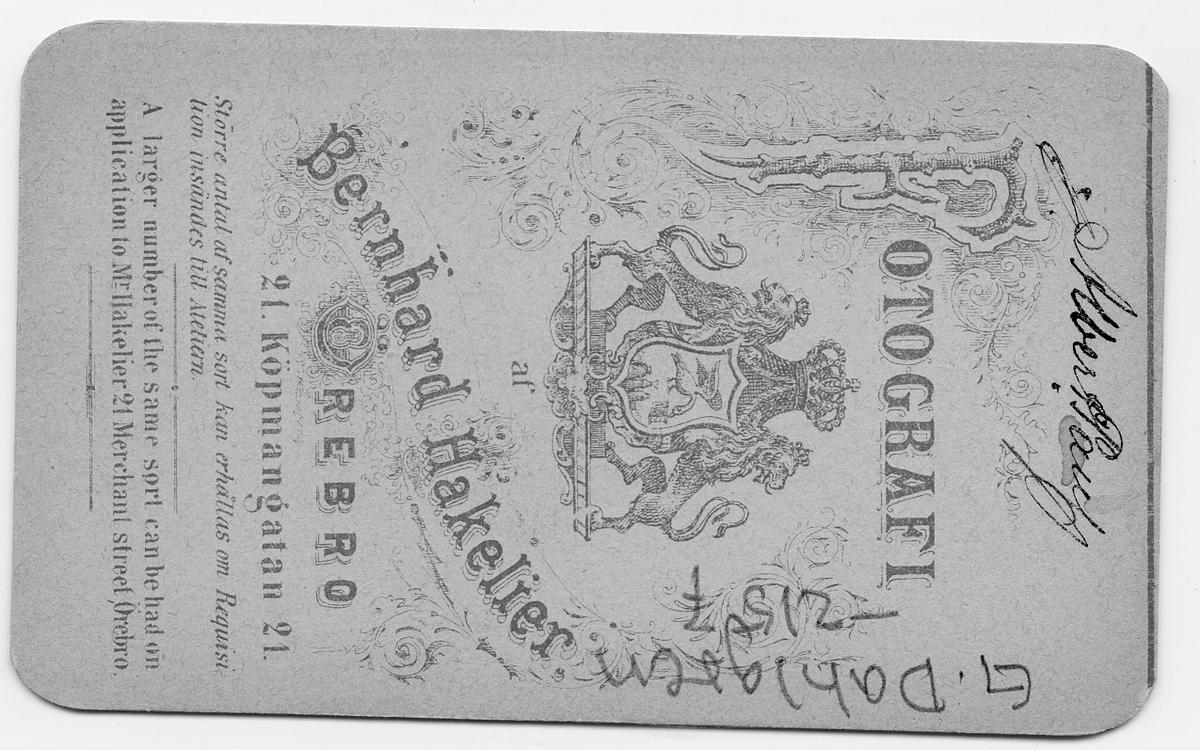 FOTOGRAFI
af
Bernhard Hakelier.
ÖREBRO
21. Köpmangatan 21.
Större antal af samma sort kan erhållas om Requisi-
tion insändes till Ateliern.
A larger number of the same sort can be had on
application to Mr Hakelier 21 Merchant street Örebro.
G. Dahlgren